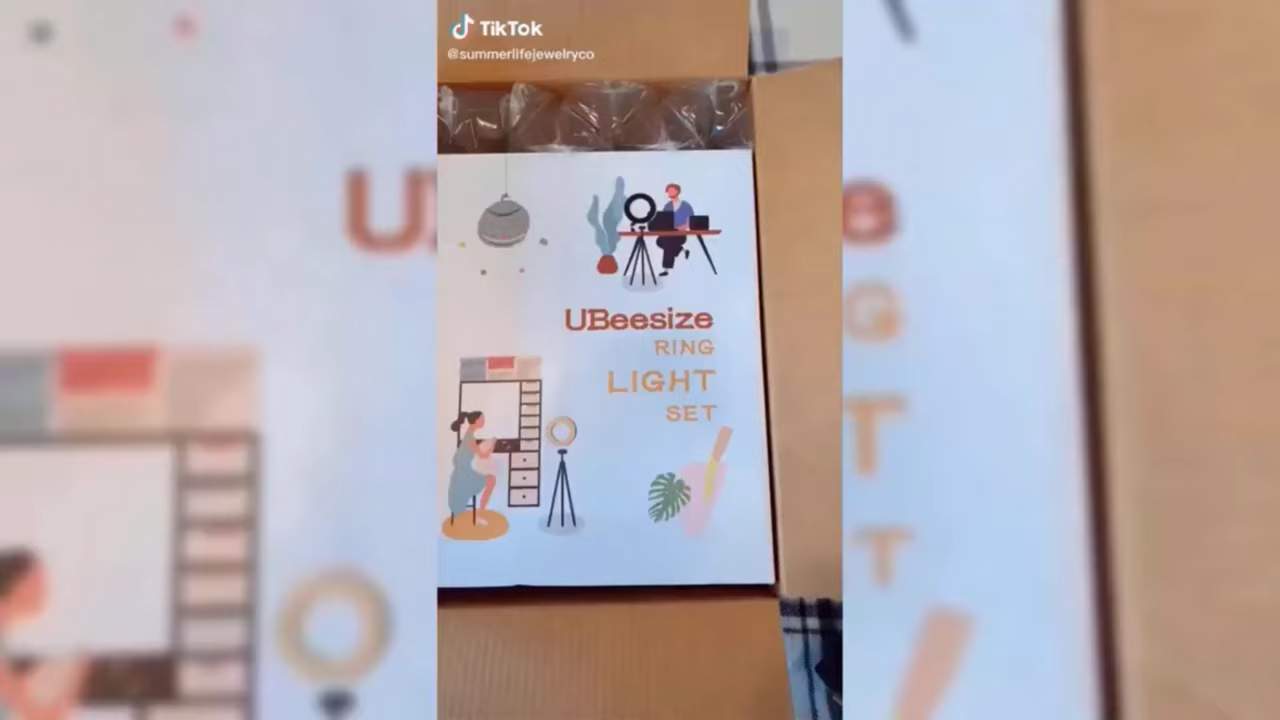 TikTok
@summerlifejewelryco
UBeesize
RING
LIGHT
SET